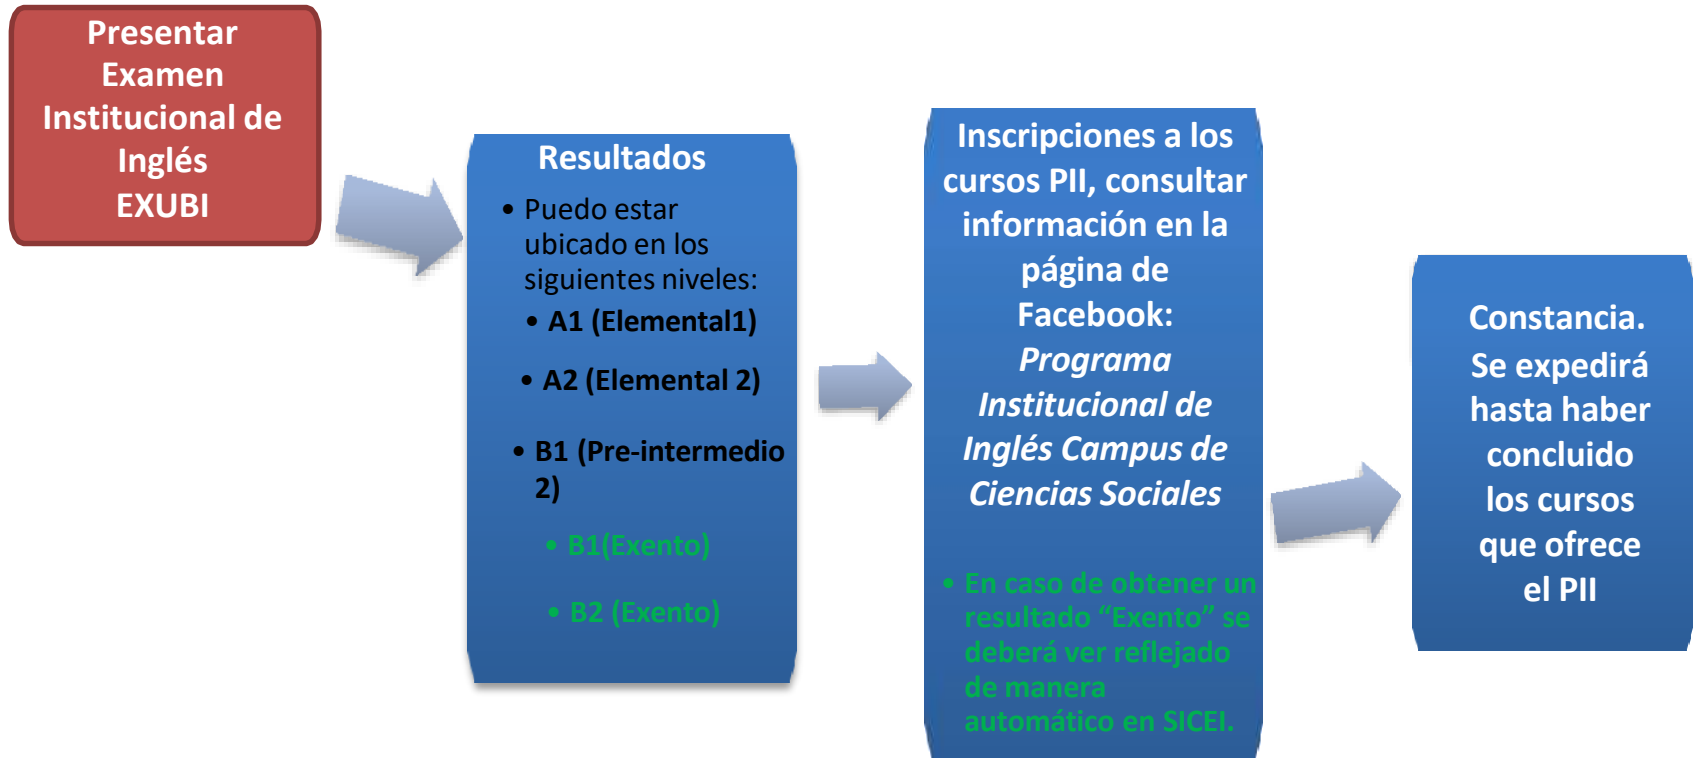 Presentar
Examen
Institucional de
Inglés
EXUBI
Resultados
• Puedo estar
ubicado en los
siguientes niveles:
• A1 (Elemental1)
• A2 (Elemental 2)
• B1 (Pre-intermedio
2)
• B1(Exento)
• B2 (Exento)
Inscripciones a los
cursos PII, consultar
información en la
página de
Facebook:
Programa
Institucional de
Inglés Campus de
Ciencias Sociales
• En caso de obtener un
resultado “Exento” se
deberá ver reflejado
de manera
automático en SICEI.
Constancia.
Se expedirá
hasta haber
concluido
los cursos
que ofrece
el PII